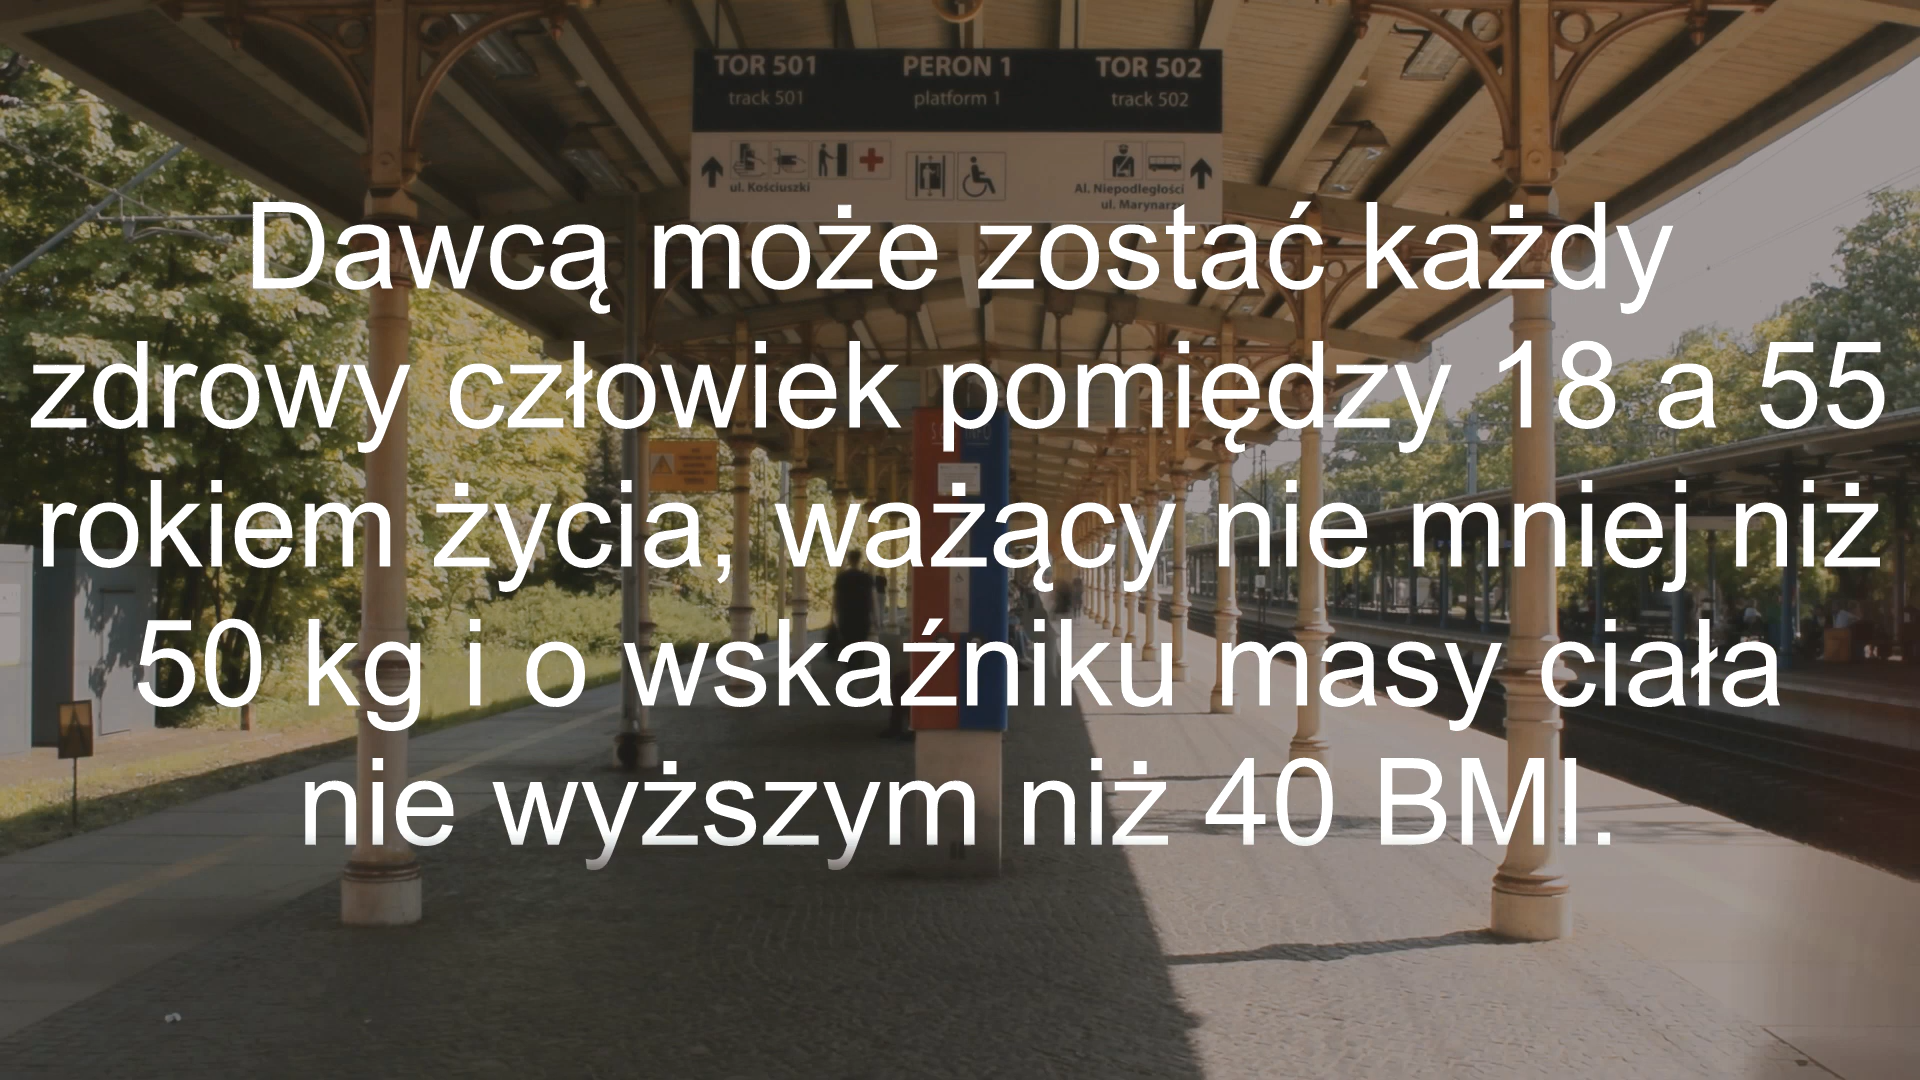 TOR 501 PERON 1 TOR 502
track 501 platform 1 track 502
ul. Kościuszki
Al. Niepodległości
ul. Marynarzy
Dawcą może zostać każdy
zdrowy człowiek pomiędzy 18 a 55
rokiem życia, ważący nie mniej niż
50 kg i o wskaźniku masy ciała
nie wyższym niż 40 BMI.